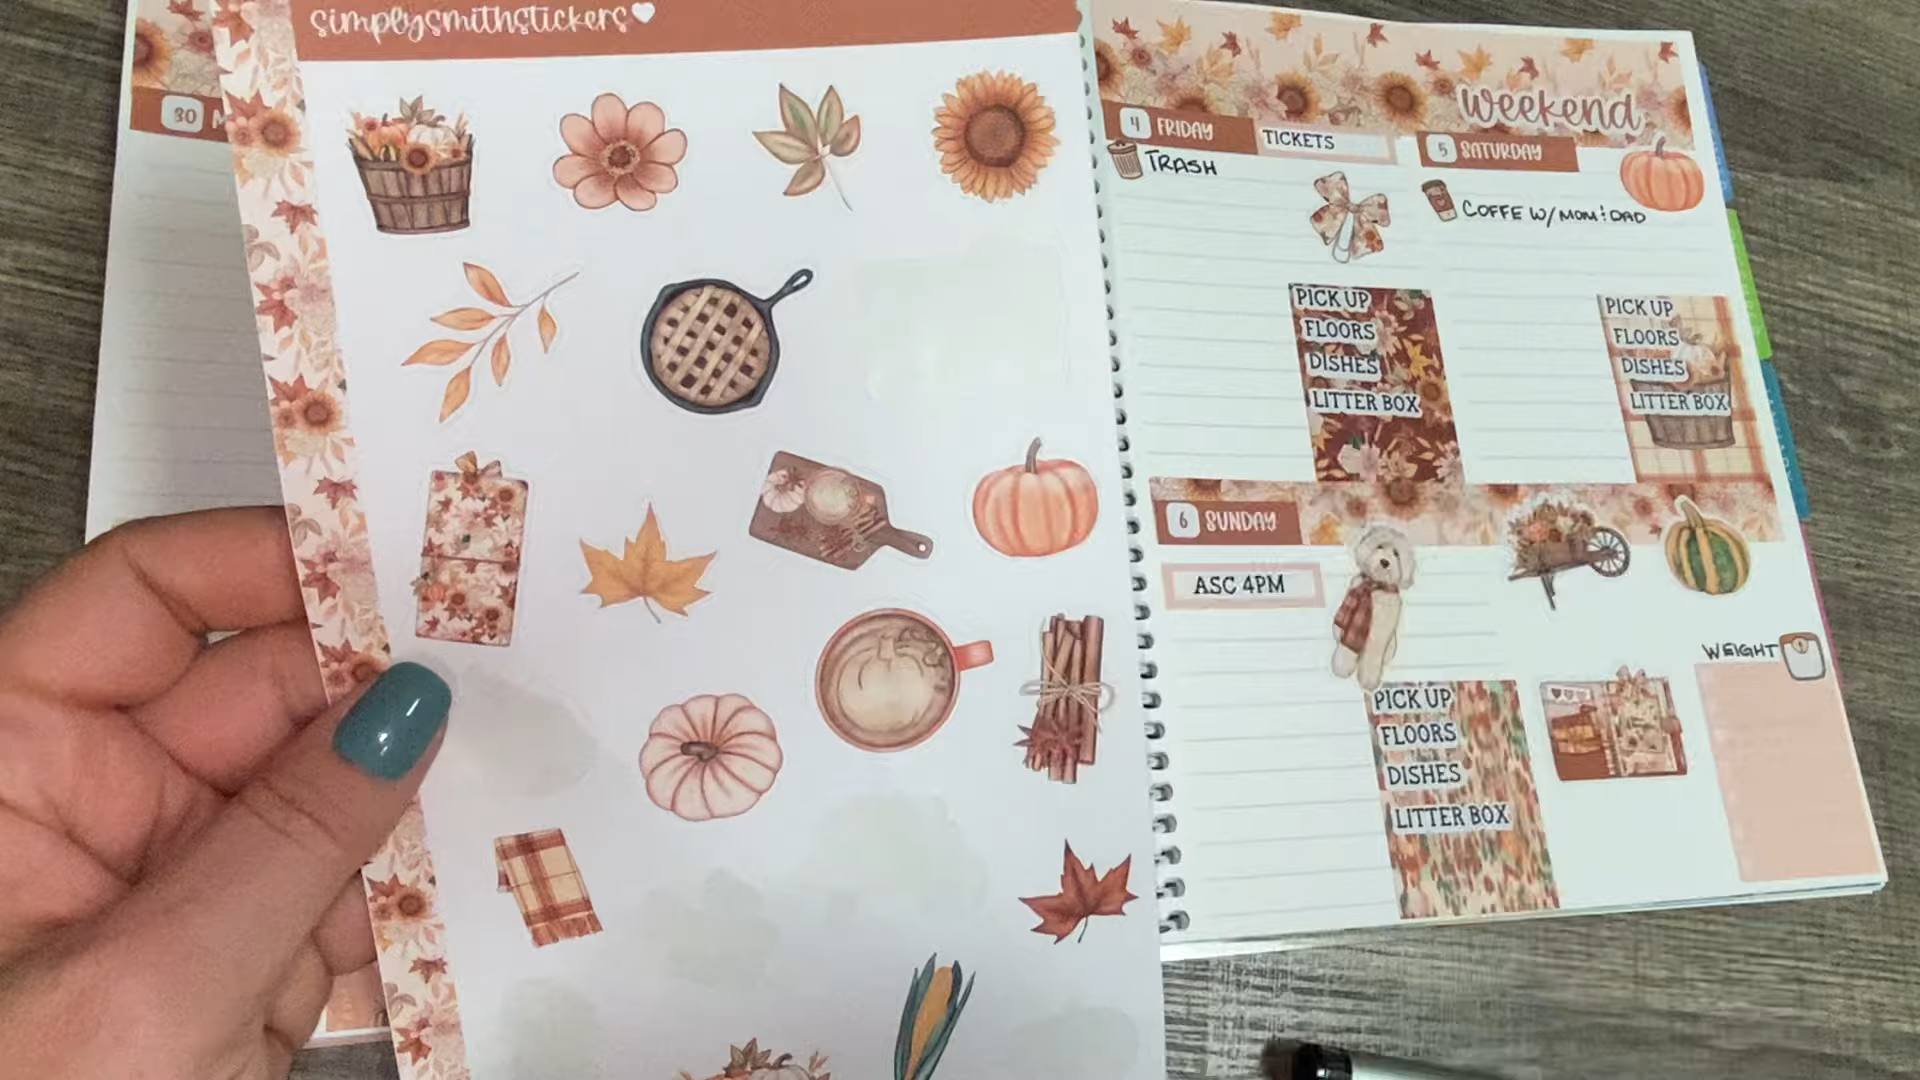 simplysmithstickers
30 M
weekend
4 FRIDAY
TICKETS
5 SATURDAY
TRASH
COFFE W/ MOM & DAD
PICK UP
FLOORS
DISHES
LITTER BOX
PICK UP
FLOORS
DISHES
LITTER BOX
6 SUNDAY
ASC 4PM
WEIGHT
PICK UP
FLOORS
DISHES
LITTER BOX